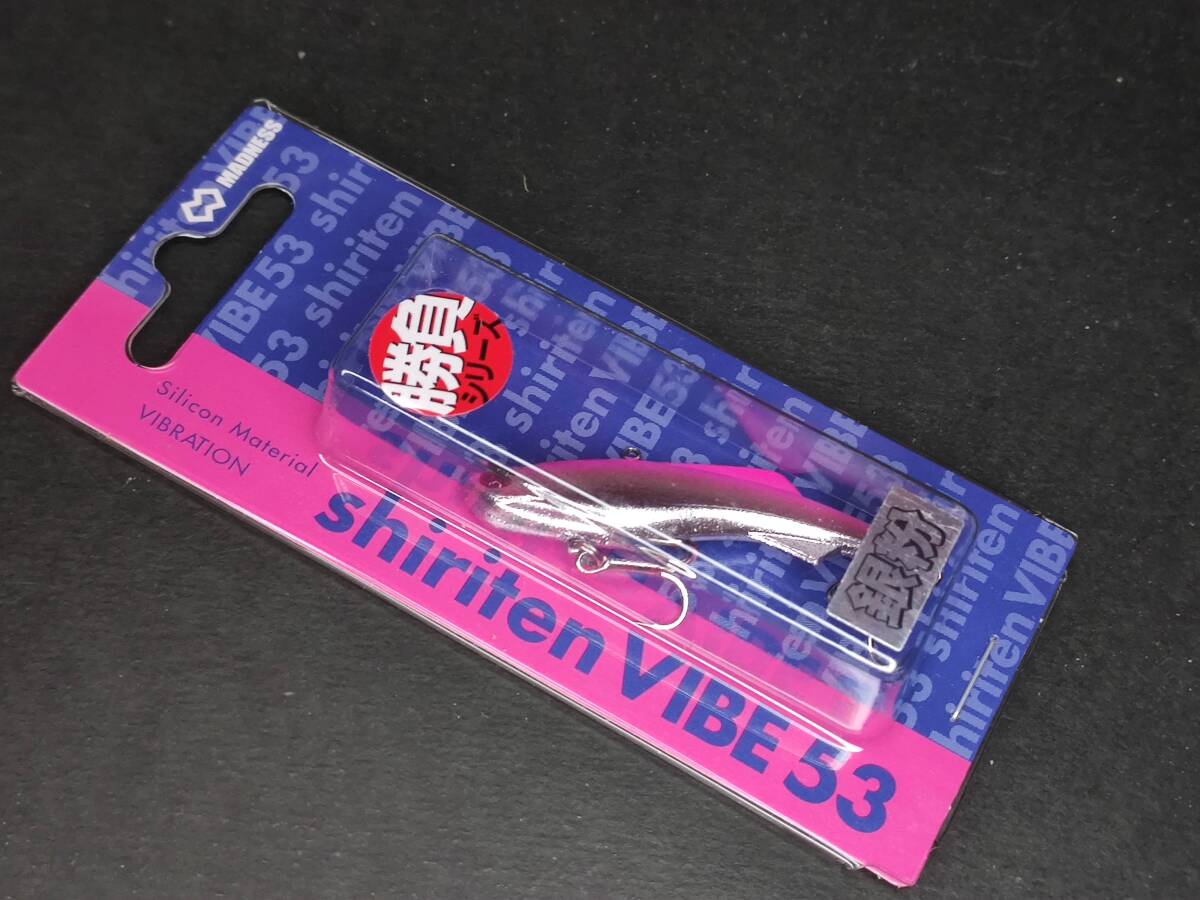 MADNESS
勝負
シリーズ
Silicon Material
VIBRATION
shiriten VIBE 53
銀粉